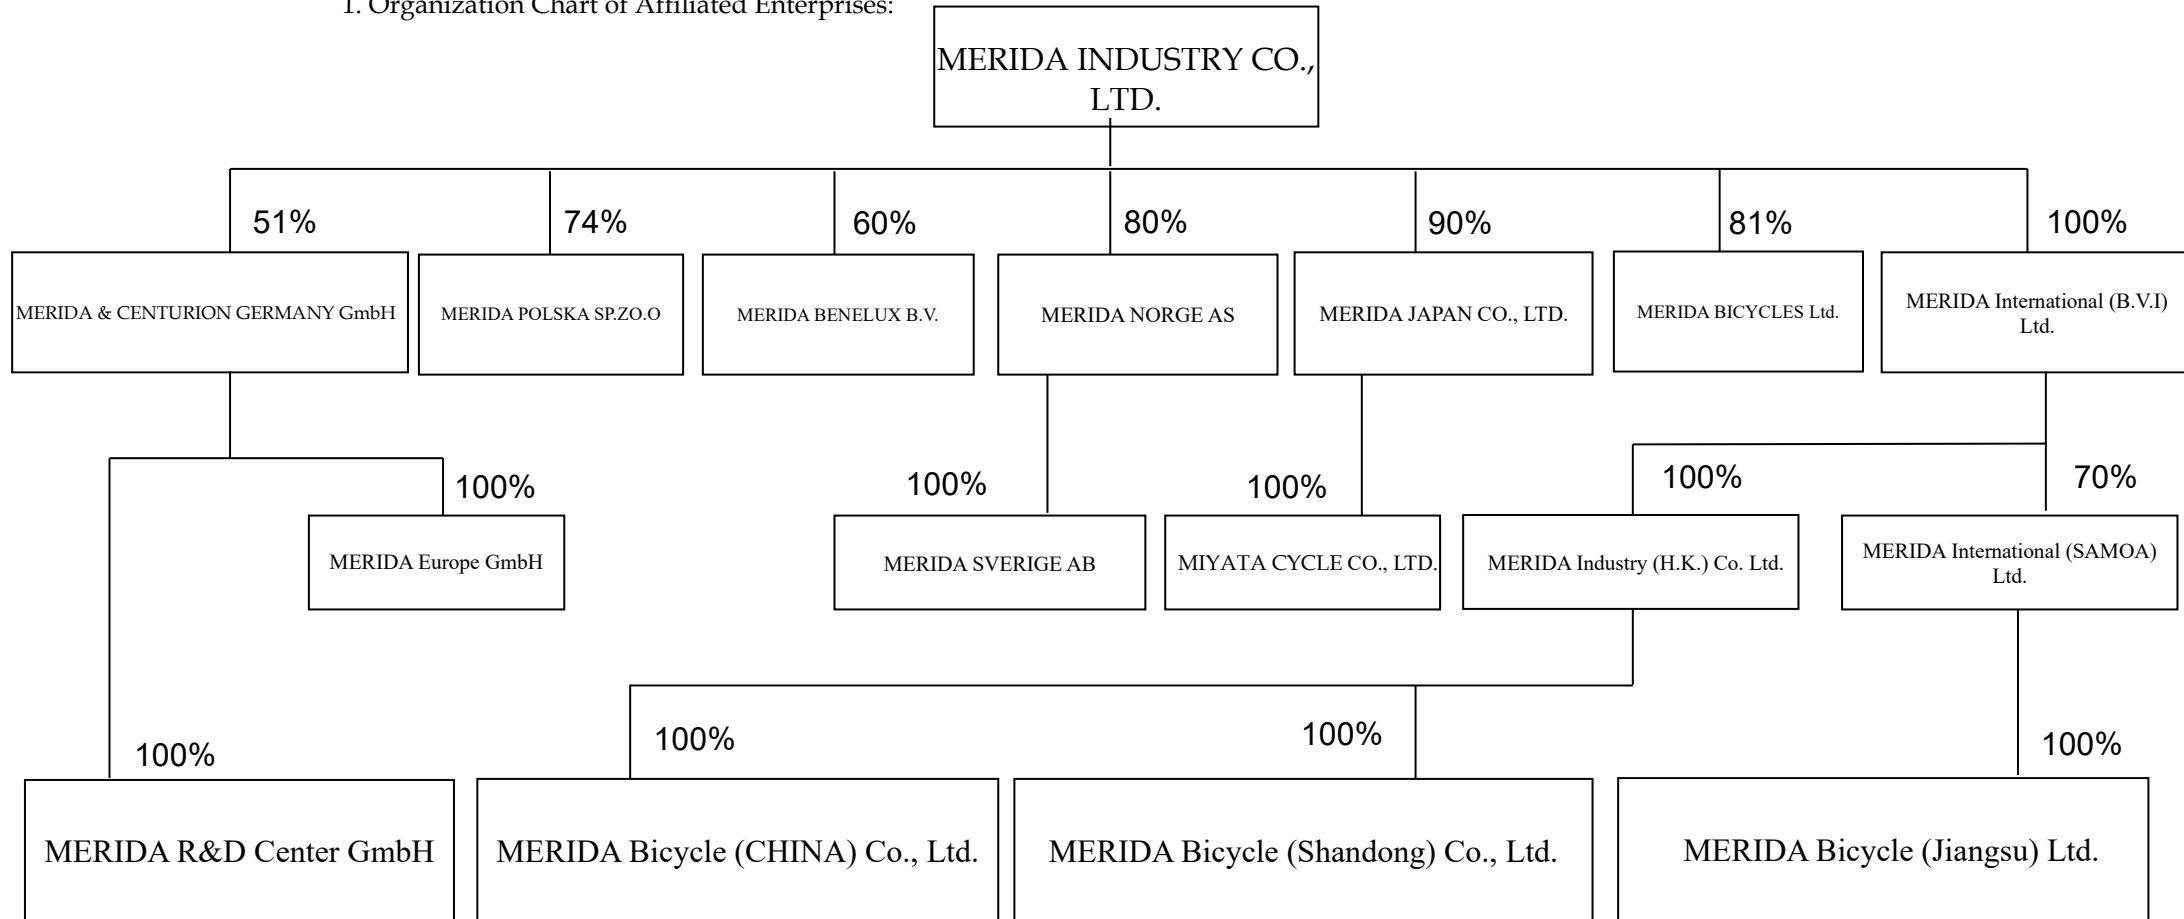 1. Organization Chart of Affiliated Enterprises:
MERIDA INDUSTRY CO.,
LTD.
51%
74%
60%
80%
90%
81%
100%
MERIDA & CENTURION GERMANY GmbH
MERIDA POLSKA SP.ZO.O
MERIDA BENELUX B.V.
MERIDA NORGE AS
MERIDA JAPAN CO., LTD.
MERIDA BICYCLES Ltd.
MERIDA International (B.V.I)
Ltd.
100%
100%
100%
100%
70%
MERIDA Europe GmbH
MERIDA SVERIGE AB
MIYATA CYCLE CO., LTD.
MERIDA Industry (H.K.) Co. Ltd.
MERIDA International (SAMOA)
Ltd.
100%
100%
100%
100%
MERIDA R&D Center GmbH
MERIDA Bicycle (CHINA) Co., Ltd.
MERIDA Bicycle (Shandong) Co., Ltd.
MERIDA Bicycle (Jiangsu) Ltd.